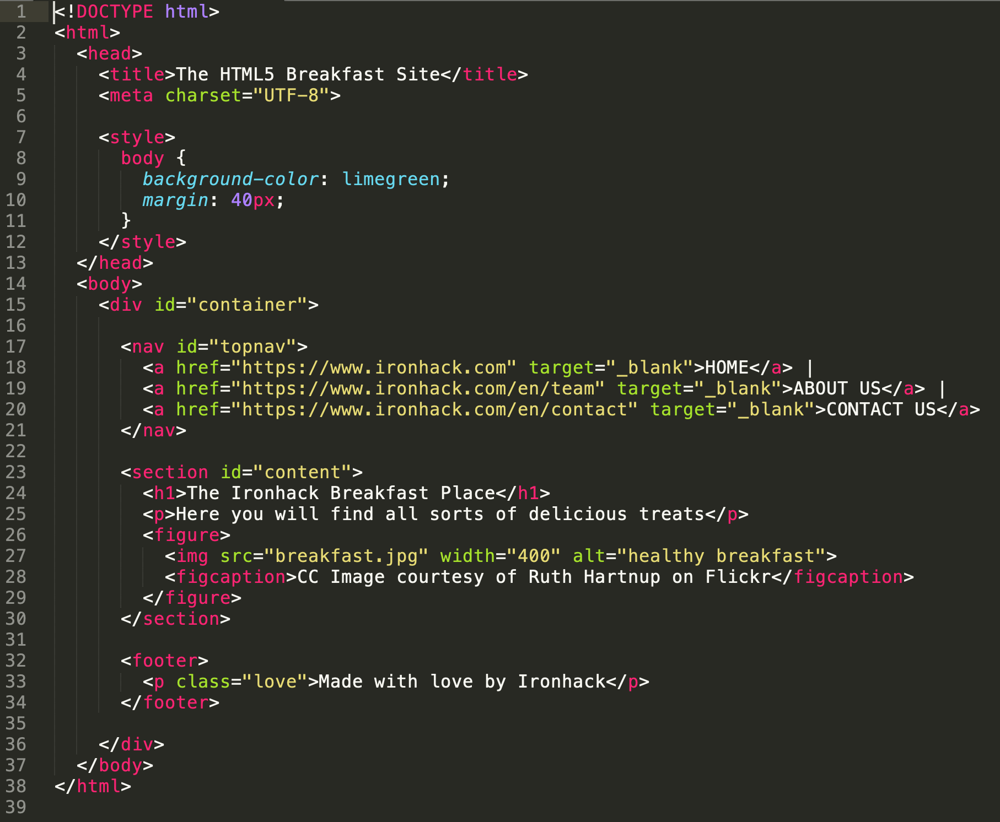 1 <!DOCTYPE html>
2 <html>
3   <head>
4     <title>The HTML5 Breakfast Site</title>
5     <meta charset="UTF-8">
6
7     <style>
8       body {
9         background-color: limegreen;
10         margin: 40px;
11       }
12     </style>
13   </head>
14   <body>
15     <div id="container">
16
17       <nav id="topnav">
18         <a href="https://www.ironhack.com" target="_blank">HOME</a> |
19         <a href="https://www.ironhack.com/en/team" target="_blank">ABOUT US</a> |
20         <a href="https://www.ironhack.com/en/contact" target="_blank">CONTACT US</a>
21       </nav>
22
23       <section id="content">
24         <h1>The Ironhack Breakfast Place</h1>
25         <p>Here you will find all sorts of delicious treats</p>
26         <figure>
27           <img src="breakfast.jpg" width="400" alt="healthy breakfast">
28           <figcaption>CC Image courtesy of Ruth Hartnup on Flickr</figcaption>
29         </figure>
30       </section>
31
32       <footer>
33         <p class="love">Made with love by Ironhack</p>
34       </footer>
35
36     </div>
37   </body>
38 </html>
39